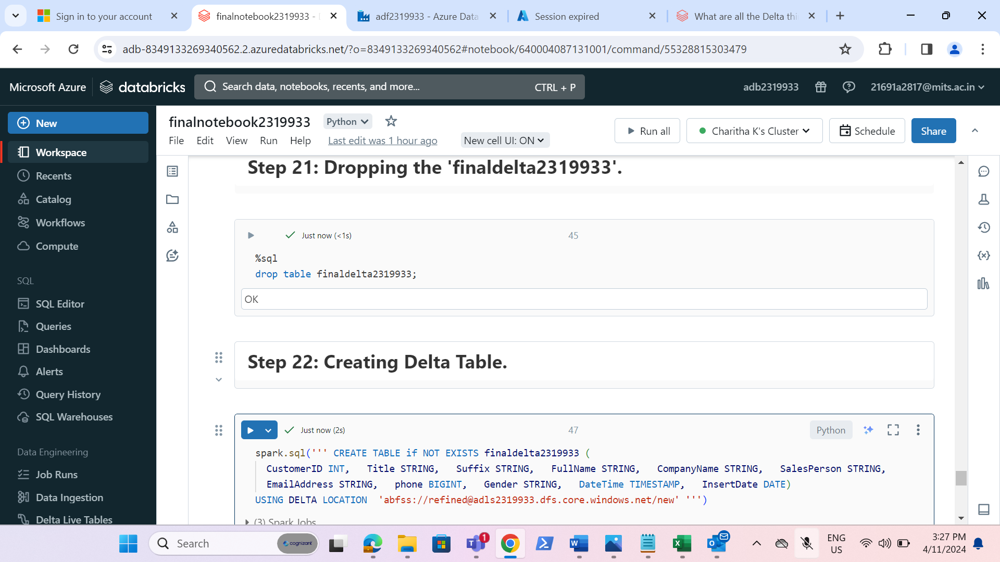 Sign in to your account
finalnotebook2319933 -
adf2319933 - Azure Data
Session expired
What are all the Delta thi
adb-8349133269340562.2.azuredatabricks.net/?o=8349133269340562#notebook/640004087131001/command/55328815303479
Microsoft Azure
databricks
Search data, notebooks, recents, and more...
CTRL + P
adb2319933
21691a2817@mits.ac.in
New
Workspace
Recents
Catalog
Workflows
Compute
SQL
SQL Editor
Queries
Dashboards
Alerts
Query History
SQL Warehouses
Data Engineering
Job Runs
Data Ingestion
Delta Live Tables
finalnotebook2319933
Python
File Edit View Run Help
Last edit was 1 hour ago
New cell UI: ON
Run all
Charitha K's Cluster
Schedule
Share
Step 21: Dropping the 'finaldelta2319933'.
Just now (<1s)
45
%sql
drop table finaldelta2319933;
OK
Step 22: Creating Delta Table.
Just now (2s)
47
Python
spark.sql(''' CREATE TABLE if NOT EXISTS finaldelta2319933 (
CustomerID INT, Title STRING, Suffix STRING, FullName STRING, CompanyName STRING, SalesPerson STRING,
EmailAddress STRING, phone BIGINT, Gender STRING, DateTime TIMESTAMP, InsertDate DATE)
USING DELTA LOCATION 'abfss://refined@adls2319933.dfs.core.windows.net/new' ''')
(3) Spark Jobs
Search
cognizant
1
ENG
US
3:27 PM
4/11/2024